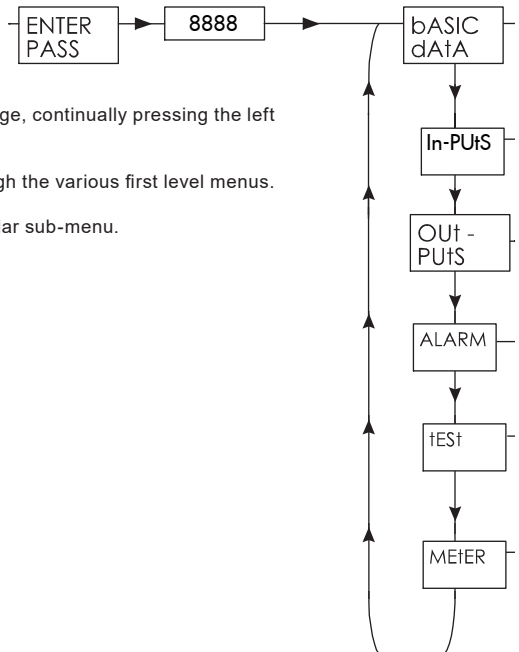 ENTER
PASS
8888
bASIC
dAtA
ge, continually pressing the left
In-PUtS
gh the various first level menus.
lar sub-menu.
OUt -
PUtS
ALARM
tESt
MEtER